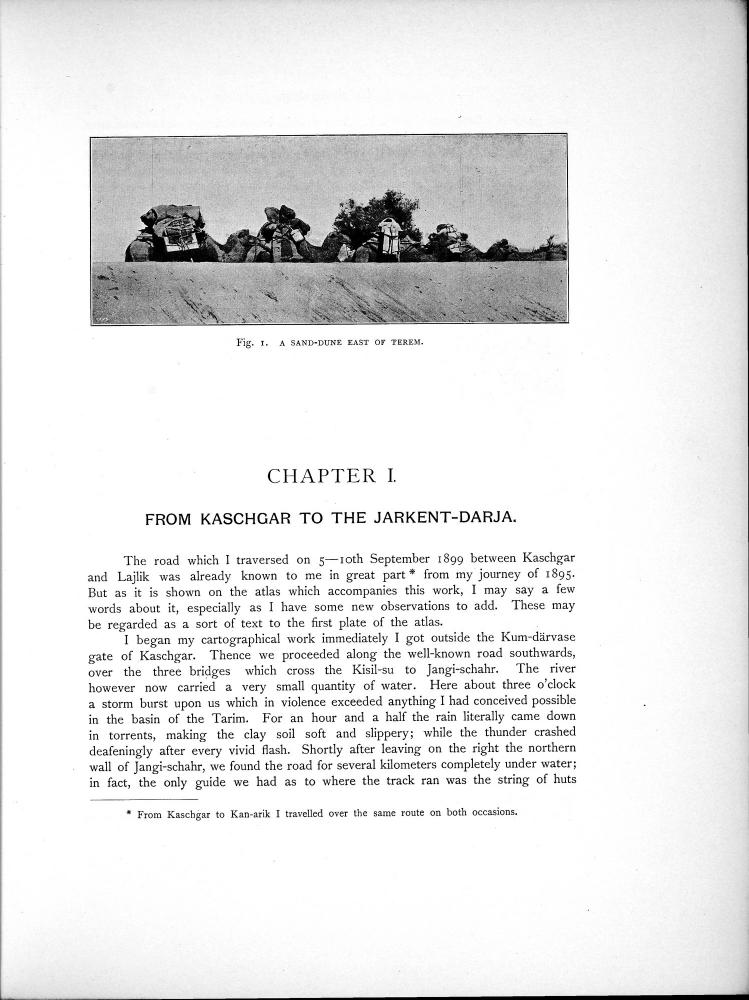 Fig. 1. A SAND-DUNE EAST OF TEREM.
CHAPTER I.
FROM KASCHGAR TO THE JARKENT-DARJA.
The road which I traversed on 5—10th September 1899 between Kaschgar
and Lajlik was already known to me in great part * from my journey of 1895.
But as it is shown on the atlas which accompanies this work, I may say a few
words about it, especially as I have some new observations to add. These may
be regarded as a sort of text to the first plate of the atlas.
I began my cartographical work immediately I got outside the Kum-därvase
gate of Kaschgar. Thence we proceeded along the well-known road southwards,
over the three bridges which cross the Kisil-su to Jangi-schahr. The river
however now carried a very small quantity of water. Here about three o'clock
a storm burst upon us which in violence exceeded anything I had conceived possible
in the basin of the Tarim. For an hour and a half the rain literally came down
in torrents, making the clay soil soft and slippery; while the thunder crashed
deafeningly after every vivid flash. Shortly after leaving on the right the northern
wall of Jangi-schahr, we found the road for several kilometers completely under water;
in fact, the only guide we had as to where the track ran was the string of huts
* From Kaschgar to Kan-arik I travelled over the same route on both occasions.